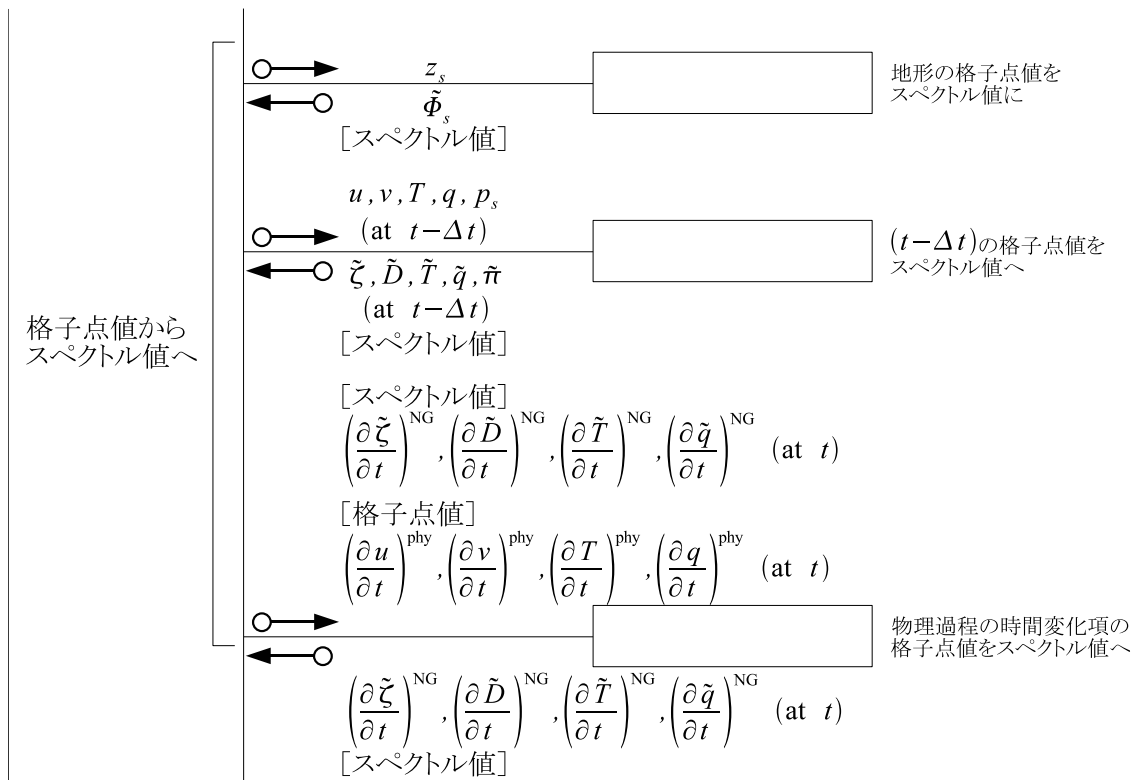 z_s
地形の格子点値を
スペクトル値に
Φ̃_s
[スペクトル値]
u , v , T , q , p_s
(at t−Δt)
(t−Δt)の格子点値を
スペクトル値へ
ζ̃ , D̃ , T̃ , q̃ , π̃
(at t−Δt)
[スペクトル値]
格子点値から
スペクトル値へ
[スペクトル値]
(∂ζ̃/∂t)^NG , (∂D̃/∂t)^NG , (∂T̃/∂t)^NG , (∂q̃/∂t)^NG (at t)
[格子点値]
(∂u/∂t)^phy , (∂v/∂t)^phy , (∂T/∂t)^phy , (∂q/∂t)^phy (at t)
物理過程の時間変化項の
格子点値をスペクトル値へ
(∂ζ̃/∂t)^NG , (∂D̃/∂t)^NG , (∂T̃/∂t)^NG , (∂q̃/∂t)^NG (at t)
[スペクトル値]